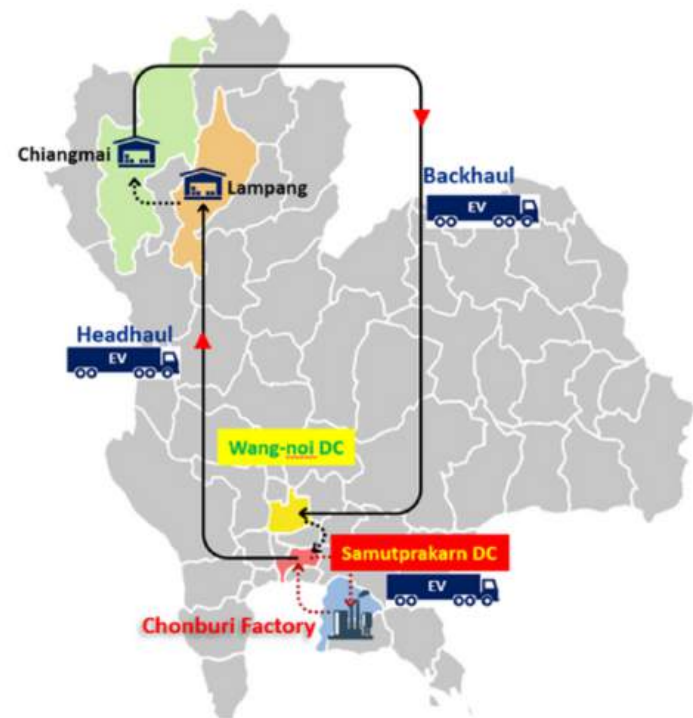 Chiangmai
Lampang
Backhaul
EV
Headhaul
EV
Wang-noi DC
Samutprakarn DC
EV
Chonburi Factory